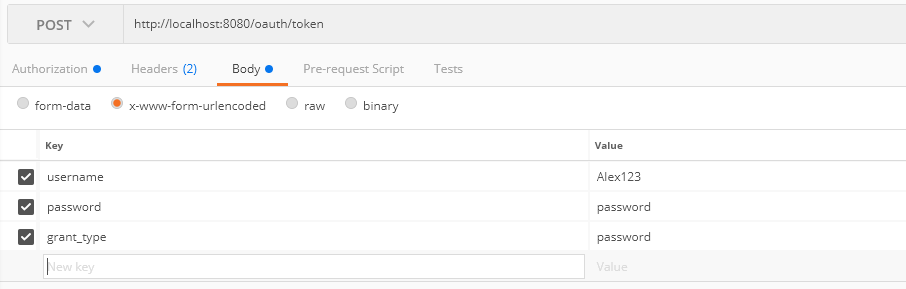 POST http://localhost:8080/oauth/token
Authorization Headers (2) Body Pre-request Script Tests
form-data x-www-form-urlencoded raw binary
Key Value
username Alex123
password password
grant_type password
New key Value